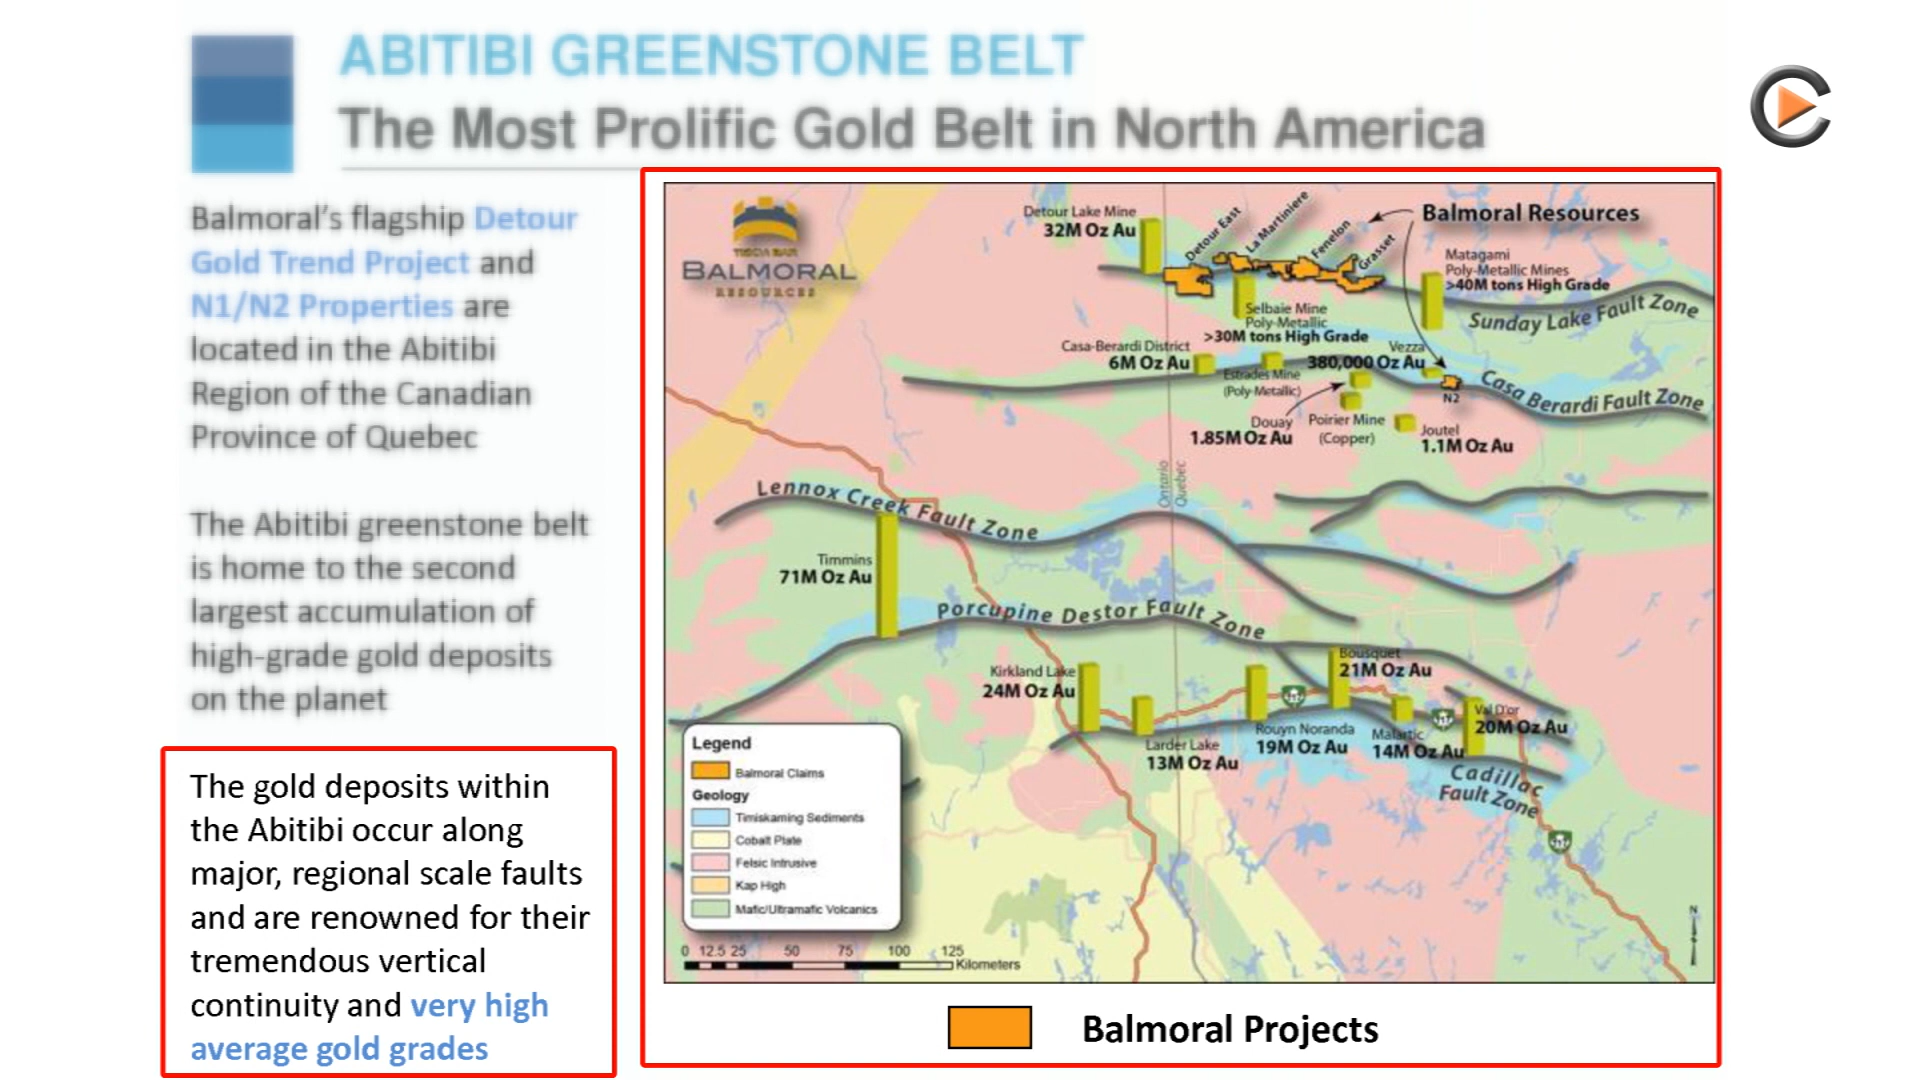 ABITIBI GREENSTONE BELT
The Most Prolific Gold Belt in North America
Balmoral's flagship Detour
Gold Trend Project and
N1/N2 Properties are
located in the Abitibi
Region of the Canadian
Province of Quebec
The Abitibi greenstone belt
is home to the second
largest accumulation of
high-grade gold deposits
on the planet
The gold deposits within
the Abitibi occur along
major, regional scale faults
and are renowned for their
tremendous vertical
continuity and very high
average gold grades
BALMORAL
RESOURCES
Detour Lake Mine
32M Oz Au
Detour East
La Martiniere
Fenelon
Grasset
Balmoral Resources
Matagami
Poly-Metallic Mines
>40M tons High Grade
Sunday Lake Fault Zone
Selbaie Mine
Poly-Metallic
>30M tons High Grade
Casa-Berardi District
6M Oz Au
Vezza
380,000 Oz Au
Estrades Mine
(Poly-Metallic)
N2
Casa Berardi Fault Zone
Douay
1.85M Oz Au
Poirier Mine
(Copper)
Joutel
1.1M Oz Au
Ontario
Quebec
Lennox Creek Fault Zone
Timmins
71M Oz Au
Porcupine Destor Fault Zone
Kirkland Lake
24M Oz Au
Bousquet
21M Oz Au
Val D'or
20M Oz Au
Larder Lake
13M Oz Au
Rouyn Noranda
19M Oz Au
Malartic
14M Oz Au
Cadillac
Fault Zone
117
117
117
Legend
Balmoral Claims
Geology
Timiskaming Sediments
Cobalt Plate
Felsic Intrusive
Kap High
Mafic/Ultramafic Volcanics
0 12.5 25 50 75 100 125
Kilometers
N
Balmoral Projects